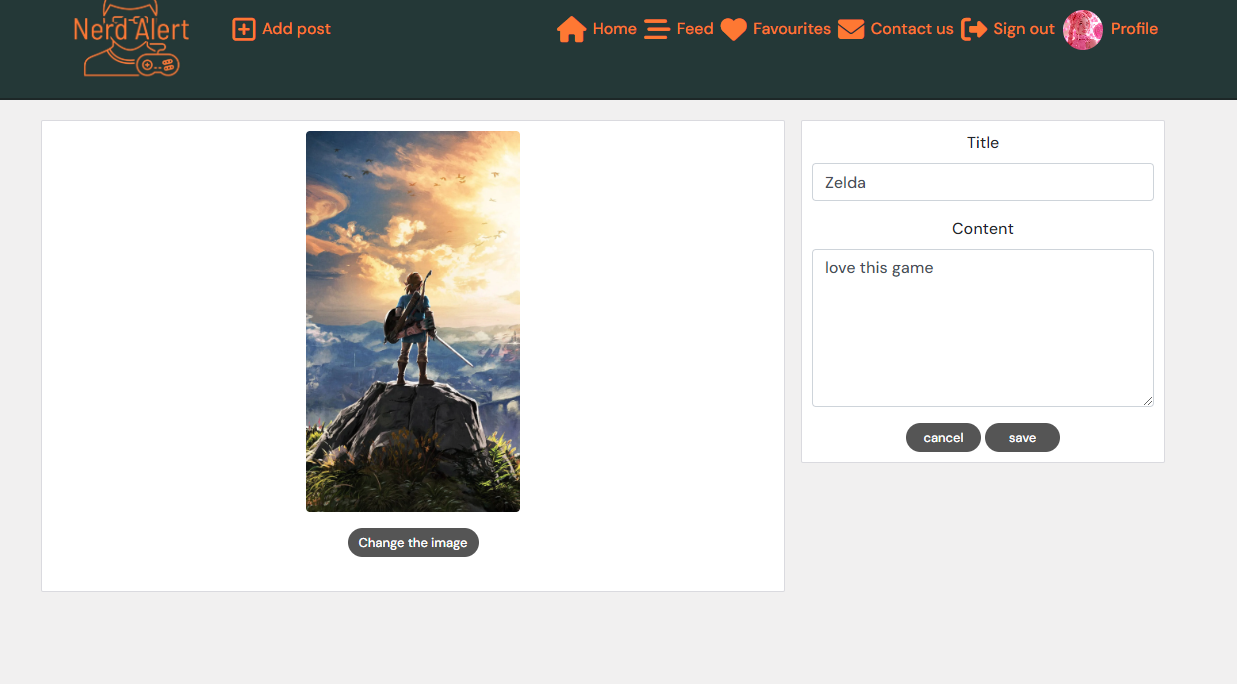 Nerd Alert
Add post
Home Feed Favourites Contact us Sign out Profile
Title
Zelda
Content
love this game
cancel save
Change the image